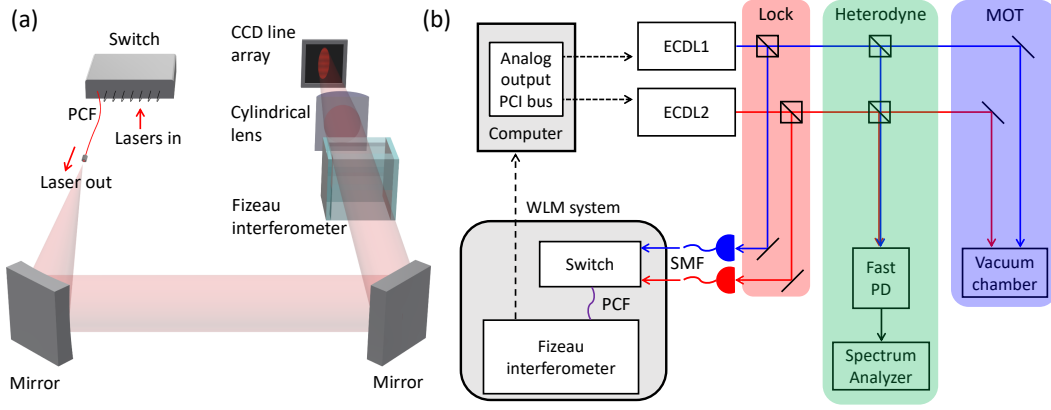 (a)
Switch
PCF
Lasers in
Laser out
CCD line
array
Cylindrical
lens
Fizeau
interferometer
Mirror
Mirror
(b)
Lock
Heterodyne
MOT
Analog
output
PCI bus
Computer
ECDL1
ECDL2
WLM system
Switch
SMF
PCF
Fizeau
interferometer
Fast
PD
Spectrum
Analyzer
Vacuum
chamber